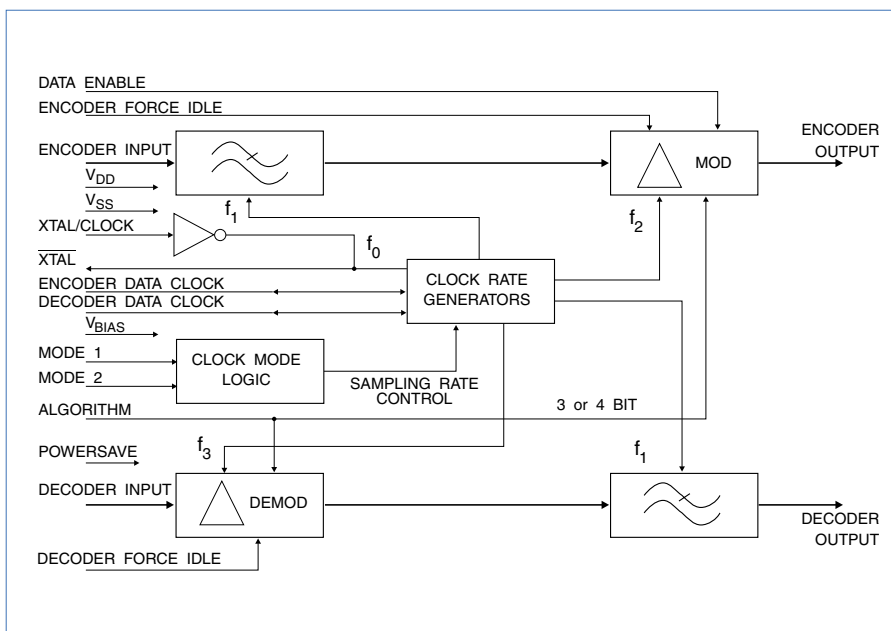 DATA ENABLE
ENCODER FORCE IDLE
ENCODER INPUT
MOD
ENCODER
OUTPUT
VDD
VSS
f1
f2
XTAL/CLOCK
f0
XTAL
CLOCK RATE
GENERATORS
ENCODER DATA CLOCK
DECODER DATA CLOCK
VBIAS
MODE 1
MODE 2
CLOCK MODE
LOGIC
SAMPLING RATE
CONTROL
ALGORITHM
3 or 4 BIT
f3
f1
POWERSAVE
DECODER INPUT
DEMOD
DECODER
OUTPUT
DECODER FORCE IDLE